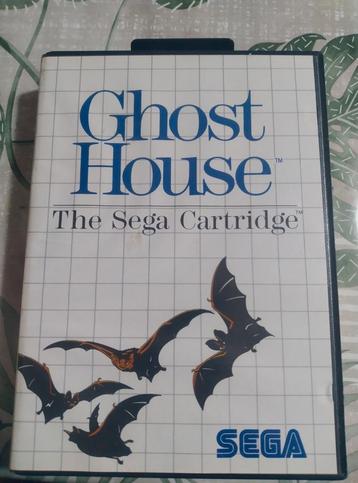 Ghost
House™
The Sega Cartridge™
SEGA